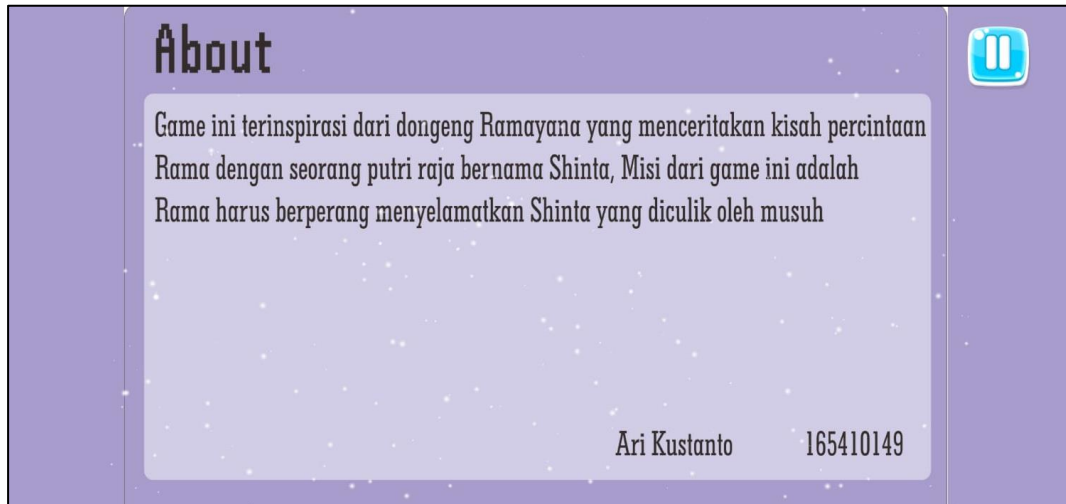 About
Game ini terinspirasi dari dongeng Ramayana yang menceritakan kisah percintaan
Rama dengan seorang putri raja bernama Shinta, Misi dari game ini adalah
Rama harus berperang menyelamatkan Shinta yang diculik oleh musuh
Ari Kustanto 165410149